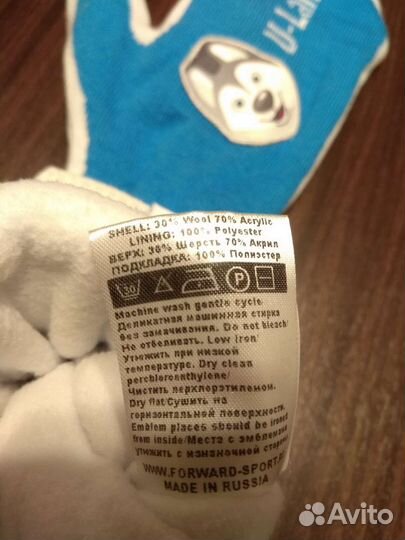 U-La
SHELL: 30% Wool 70% Acrylic
LINING: 100% Polyester
ВЕРХ: 30% Шерсть 70% Акрил
ПОДКЛАДКА: 100% Полиэстер
30 P
Machine wash gentle cycle.
Деликатная машинная стирка
без замачивания. Do not bleach/
Не отбеливать. Low iron/
Утюжить при низкой
температуре. Dry clean
perchloroenthylene/
Чистить перхлорэтиленом.
Dry flat/Сушить на
горизонтальной поверхности.
Emblem places should be ironed
from inside/Места с эмблемами
утюжить с изнаночной стороны
WWW.FORWARD-SPORT.
MADE IN RUSSIA
Avito